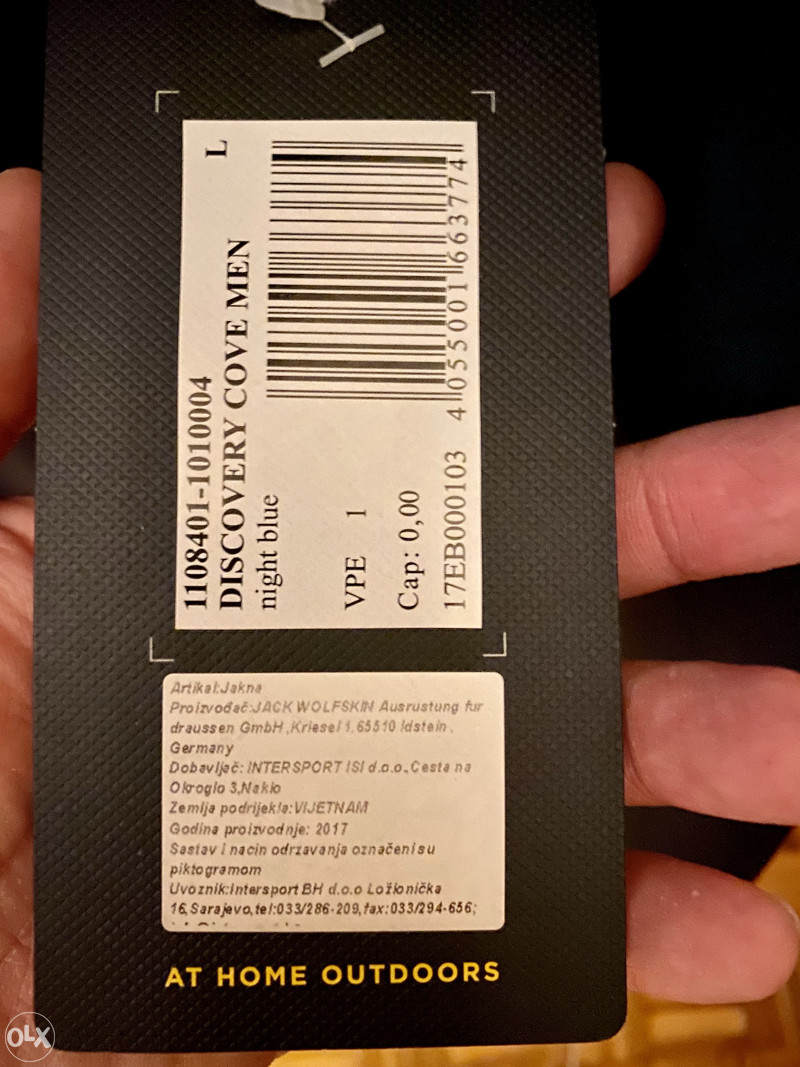 1108401-1010004 L
DISCOVERY COVE MEN
night blue
VPE 1
Cap: 0,00
17EB000103
4 055001 663774
Artikal:Jakna
Proizvođač:JACK WOLFSKIN Ausrustung fur
draussen GmbH ,Kriesel 1,65510 Idstein ,
Germany
Dobavljač: INTERSPORT ISI d.o.o.,Cesta na
Okroglo 3,Naklo
Zemlja podrijekla:VIJETNAM
Godina proizvodnje: 2017
Sastav i nacin odrzavanja označeni su
piktogramom
Uvoznik:Intersport BH d.o.o Ložionička
16,Sarajevo,tel:033/286-209,fax:033/294-656;
AT HOME OUTDOORS
OLX